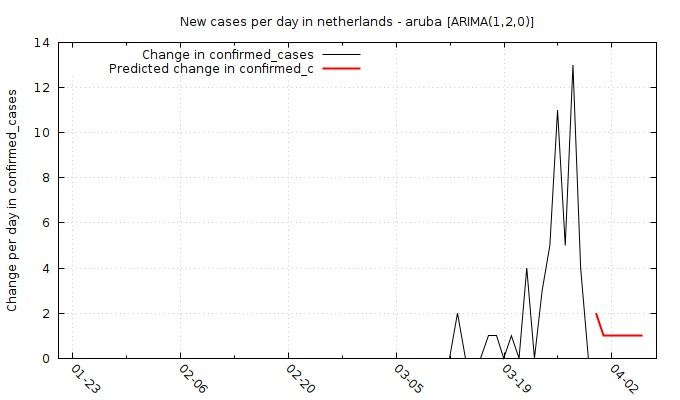 New cases per day in netherlands - aruba [ARIMA(1,2,0)]
Change in confirmed_cases
Predicted change in confirmed_c
Change per day in confirmed_cases
14
12
10
8
6
4
2
0
01-23 02-06 02-20 03-05 03-19 04-02